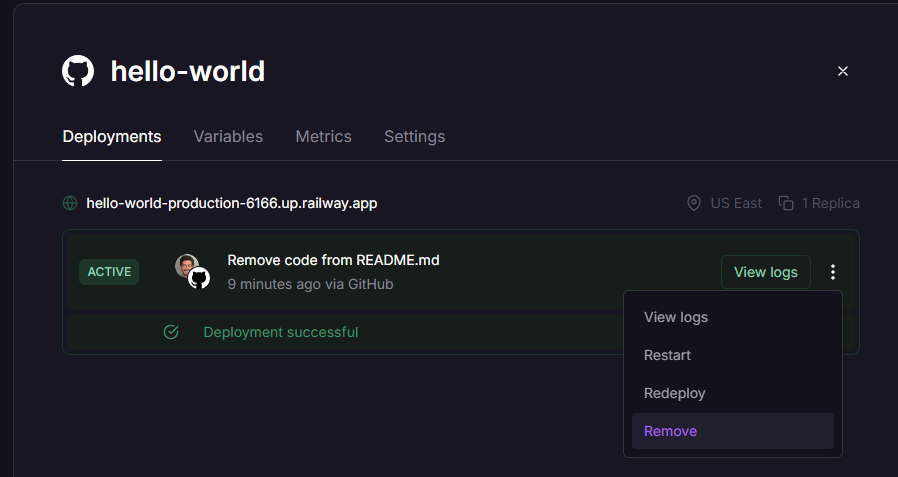 hello-world
Deployments Variables Metrics Settings
hello-world-production-6166.up.railway.app US East 1 Replica
ACTIVE
Remove code from README.md
9 minutes ago via GitHub
View logs
Deployment successful
View logs
Restart
Redeploy
Remove